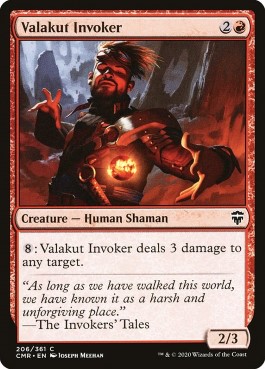 Valakut Invoker 2
Creature — Human Shaman
8: Valakut Invoker deals 3 damage to
any target.
“As long as we have walked this world,
we have known it as a harsh and
unforgiving place.”
—The Invokers' Tales
2/3
206/361 C
CMR • EN Joseph Meehan
™ & © 2020 Wizards of the Coast